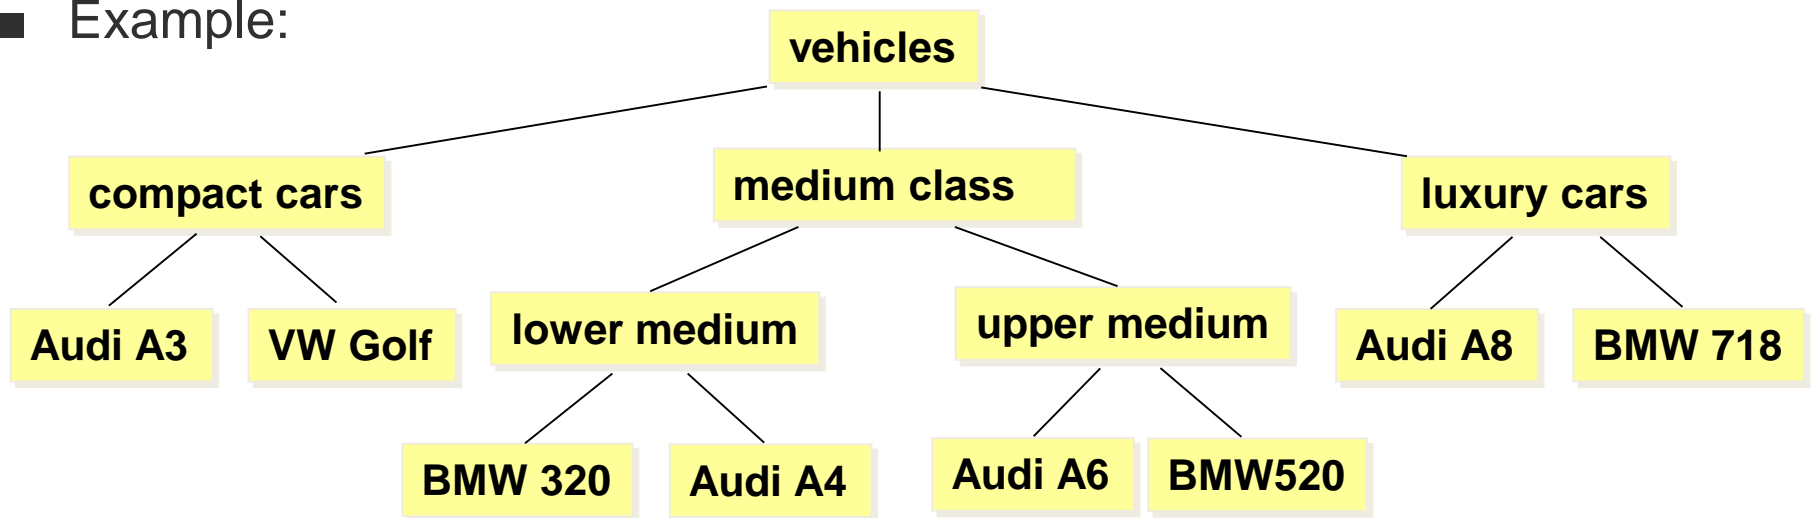 ■ Example:
vehicles
compact cars
medium class
luxury cars
Audi A3
VW Golf
lower medium
upper medium
Audi A8
BMW 718
BMW 320
Audi A4
Audi A6
BMW520